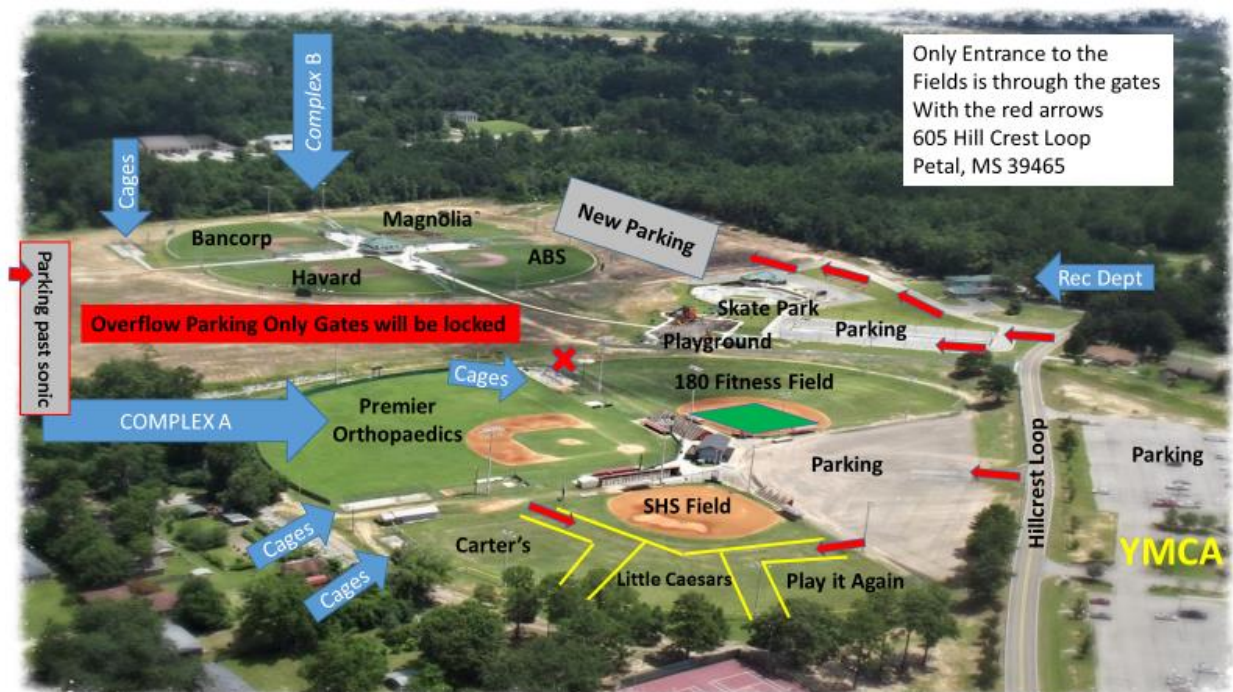 Only Entrance to the
Fields is through the gates
With the red arrows
605 Hill Crest Loop
Petal, MS 39465
Complex B
Cages
Magnolia
Bancorp
New Parking
ABS
Havard
Rec Dept
Parking past sonic
Skate Park
Overflow Parking Only Gates will be locked
Parking
Playground
Cages
180 Fitness Field
COMPLEX A
Premier
Orthopaedics
Parking
Parking
SHS Field
Hillcrest Loop
Cages
Carter's
YMCA
Cages
Little Caesars
Play it Again